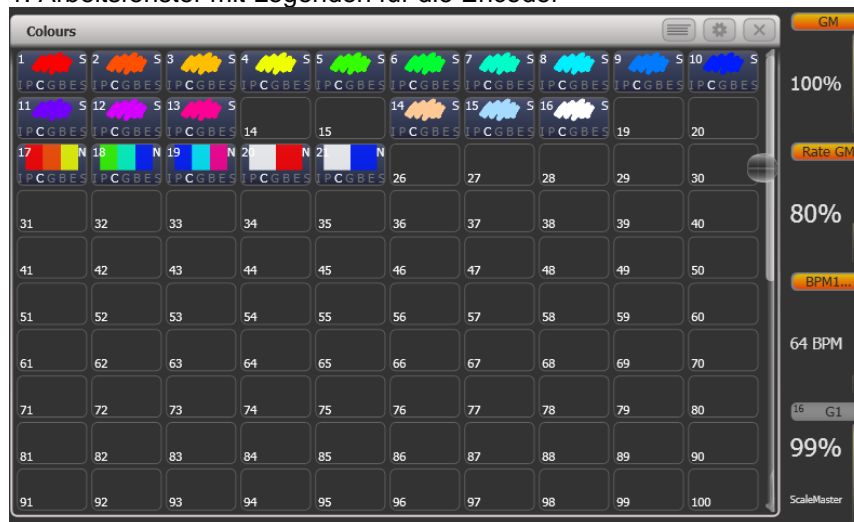 1. Arbeitsfenster mit Legenden für die Encoder
Colours
GM
1 S 2 S 3 S 4 S 5 S 6 S 7 S 8 S 9 S 10 S
IPCGBES IPCGBES IPCGBES IPCGBES IPCGBES IPCGBES IPCGBES IPCGBES IPCGBES IPCGBES
100%
11 S 12 S 13 S 14 15 14 S 15 S 16 S 19 20
IPCGBES IPCGBES IPCGBES IPCGBES IPCGBES IPCGBES
17 N 18 N 19 N 20 N 21 N 26 27 28 29 30
IPCGBES IPCGBES IPCGBES IPCGBES IPCGBES
Rate GM
80%
31 32 33 34 35 36 37 38 39 40
41 42 43 44 45 46 47 48 49 50
BPM1...
51 52 53 54 55 56 57 58 59 60
64 BPM
61 62 63 64 65 66 67 68 69 70
71 72 73 74 75 76 77 78 79 80
16 G1
81 82 83 84 85 86 87 88 89 90
99%
91 92 93 94 95 96 97 98 99 100
ScaleMaster